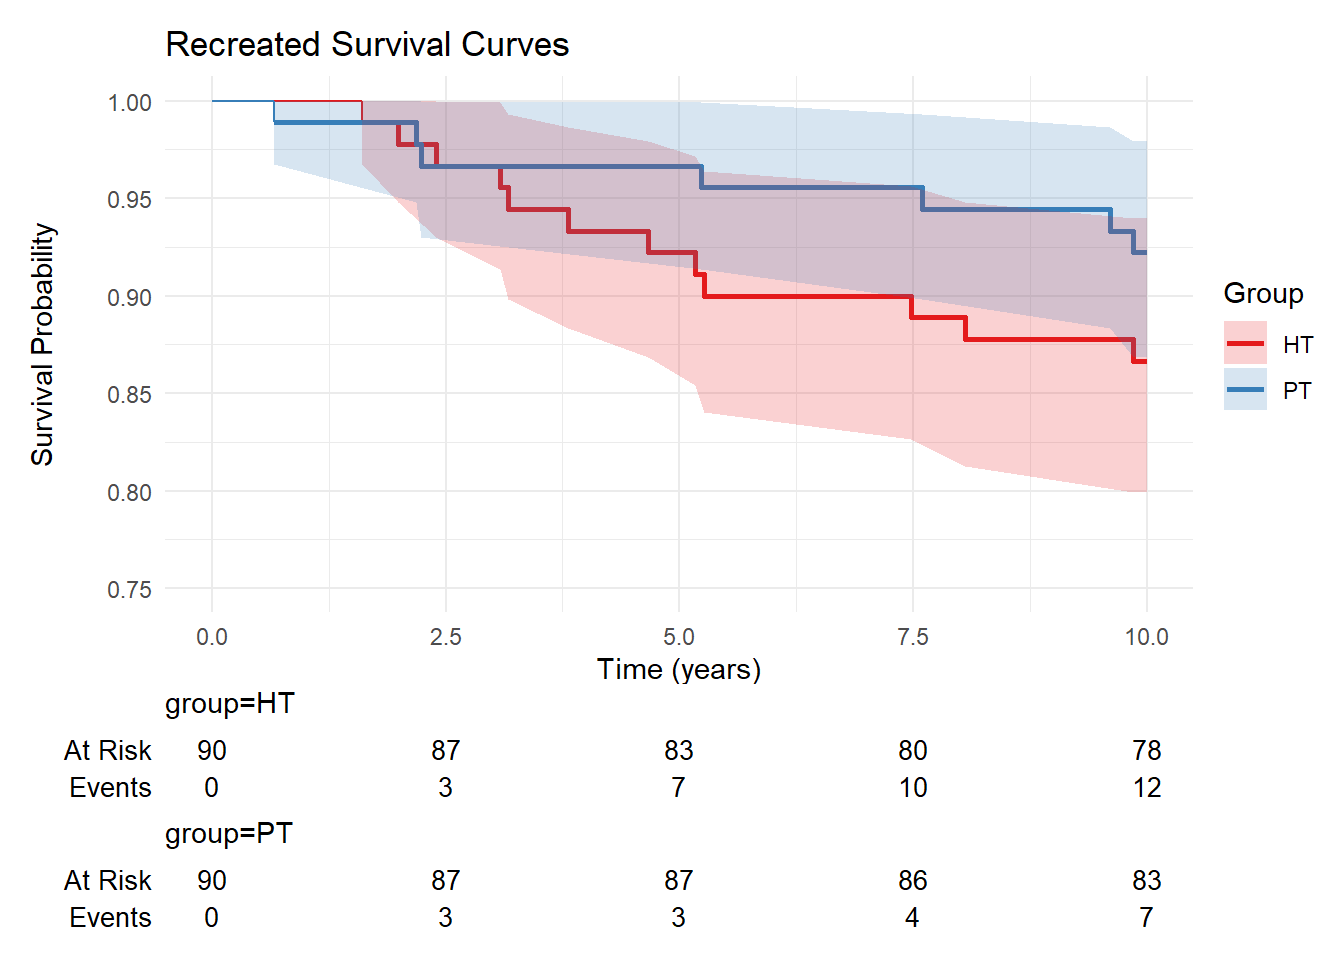 Recreated Survival Curves
Survival Probability
1.00
0.95
0.90
0.85
0.80
0.75
0.0 2.5 5.0 7.5 10.0
Time (years)
Group
HT
PT
group=HT
At Risk 90 87 83 80 78
Events 0 3 7 10 12
group=PT
At Risk 90 87 87 86 83
Events 0 3 3 4 7